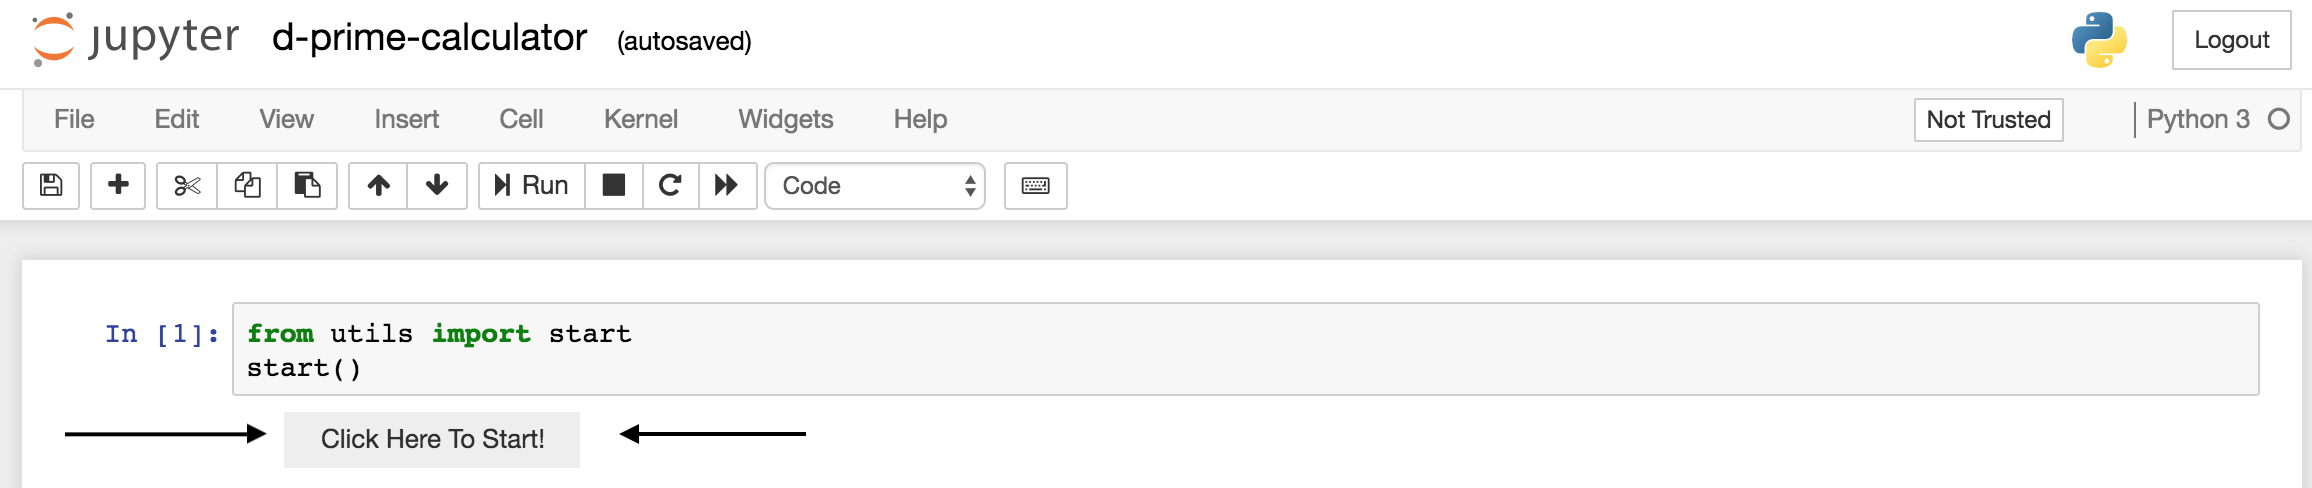 jupyter d-prime-calculator (autosaved) Logout
File Edit View Insert Cell Kernel Widgets Help Not Trusted Python 3
Run Code
In [1]: from utils import start
start()
Click Here To Start!